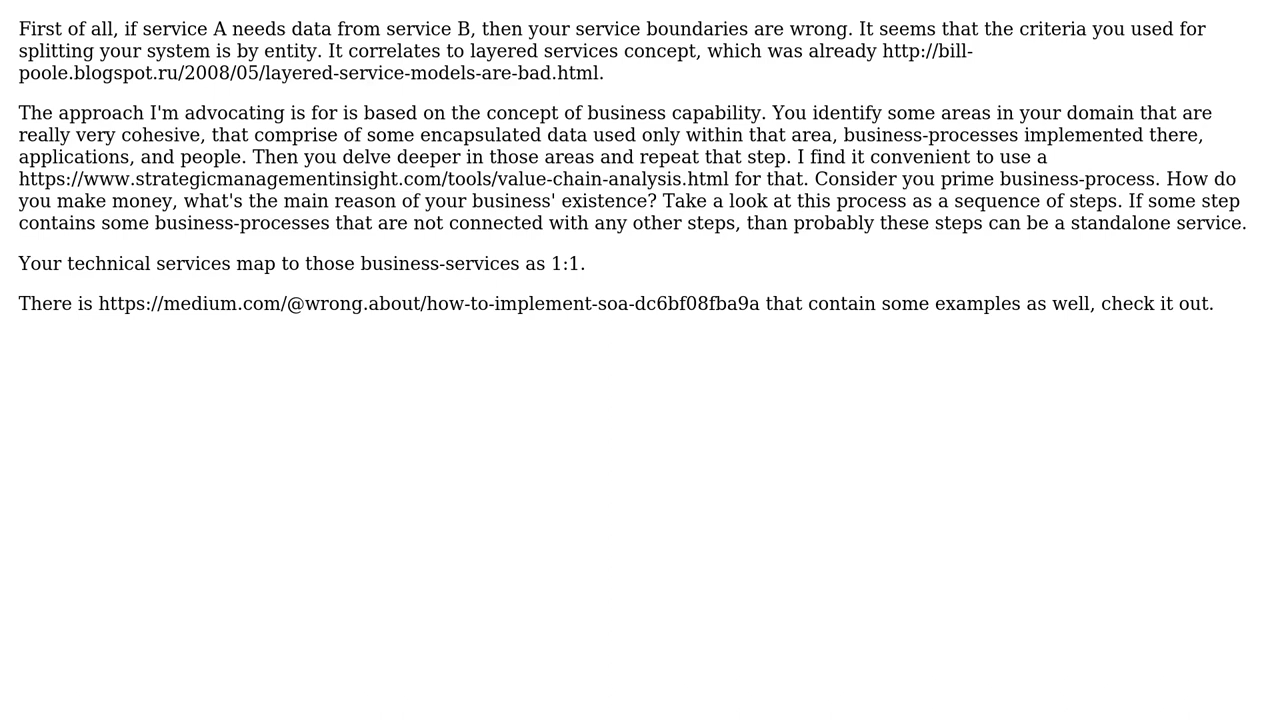 First of all, if service A needs data from service B, then your service boundaries are wrong. It seems that the criteria you used for
splitting your system is by entity. It correlates to layered services concept, which was already http://bill-
poole.blogspot.ru/2008/05/layered-service-models-are-bad.html.
The approach I'm advocating is for is based on the concept of business capability. You identify some areas in your domain that are
really very cohesive, that comprise of some encapsulated data used only within that area, business-processes implemented there,
applications, and people. Then you delve deeper in those areas and repeat that step. I find it convenient to use a
https://www.strategicmanagementinsight.com/tools/value-chain-analysis.html for that. Consider you prime business-process. How do
you make money, what's the main reason of your business' existence? Take a look at this process as a sequence of steps. If some step
contains some business-processes that are not connected with any other steps, than probably these steps can be a standalone service.
Your technical services map to those business-services as 1:1.
There is https://medium.com/@wrong.about/how-to-implement-soa-dc6bf08fba9a that contain some examples as well, check it out.